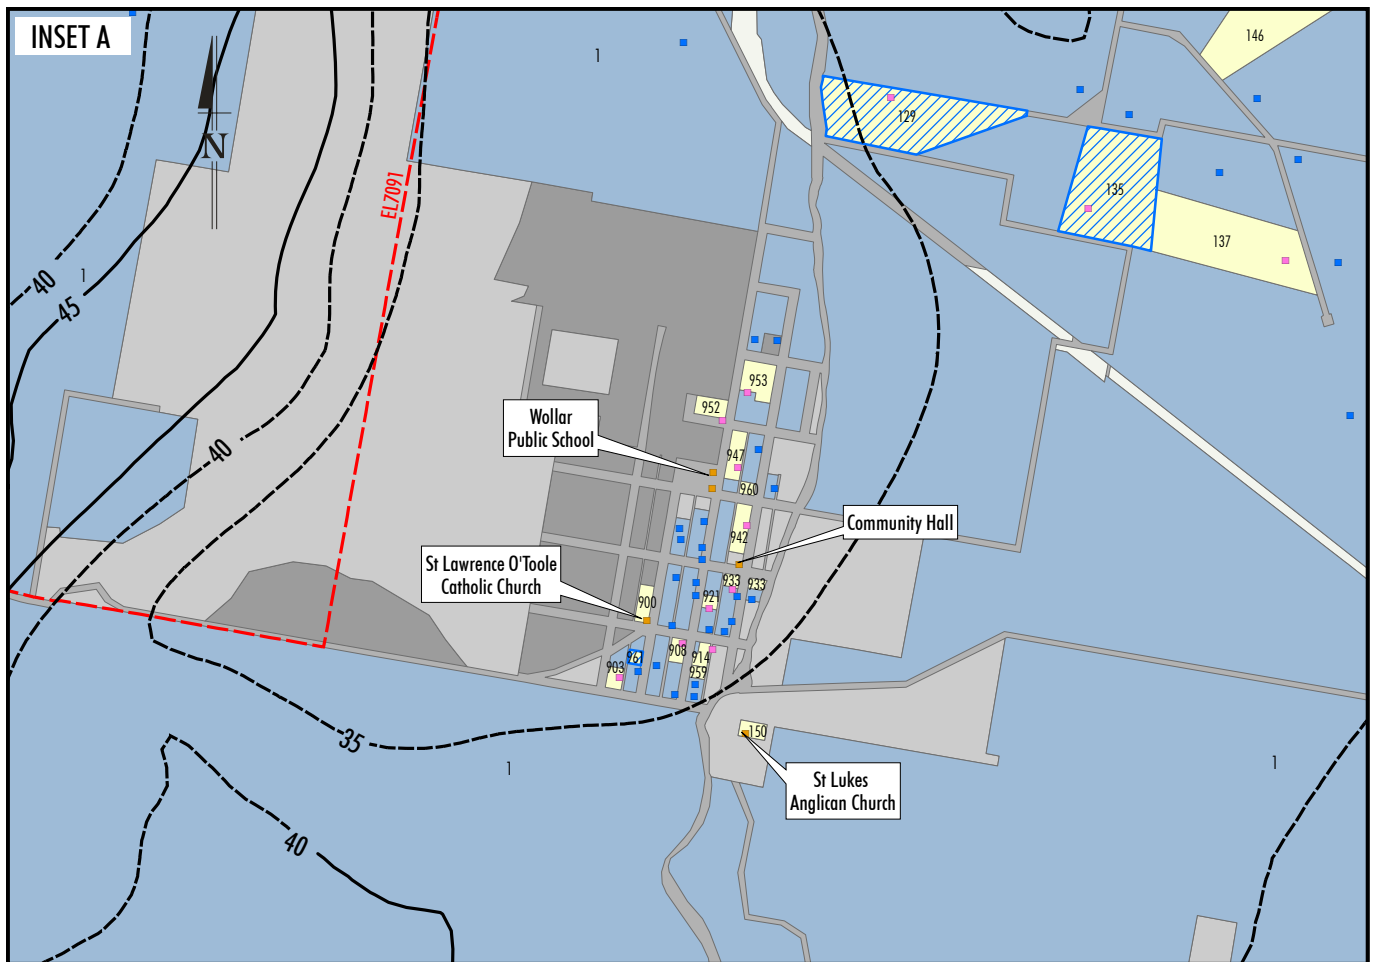 INSET A
1
146
129
N
135
EL7091
137
40
1
45
953
952
Wollar
Public School
947
40
960
Community Hall
942
St Lawrence O'Toole
Catholic Church
933
933
921
900
908
961
914
903
959
35
150
1
1
St Lukes
Anglican Church
40